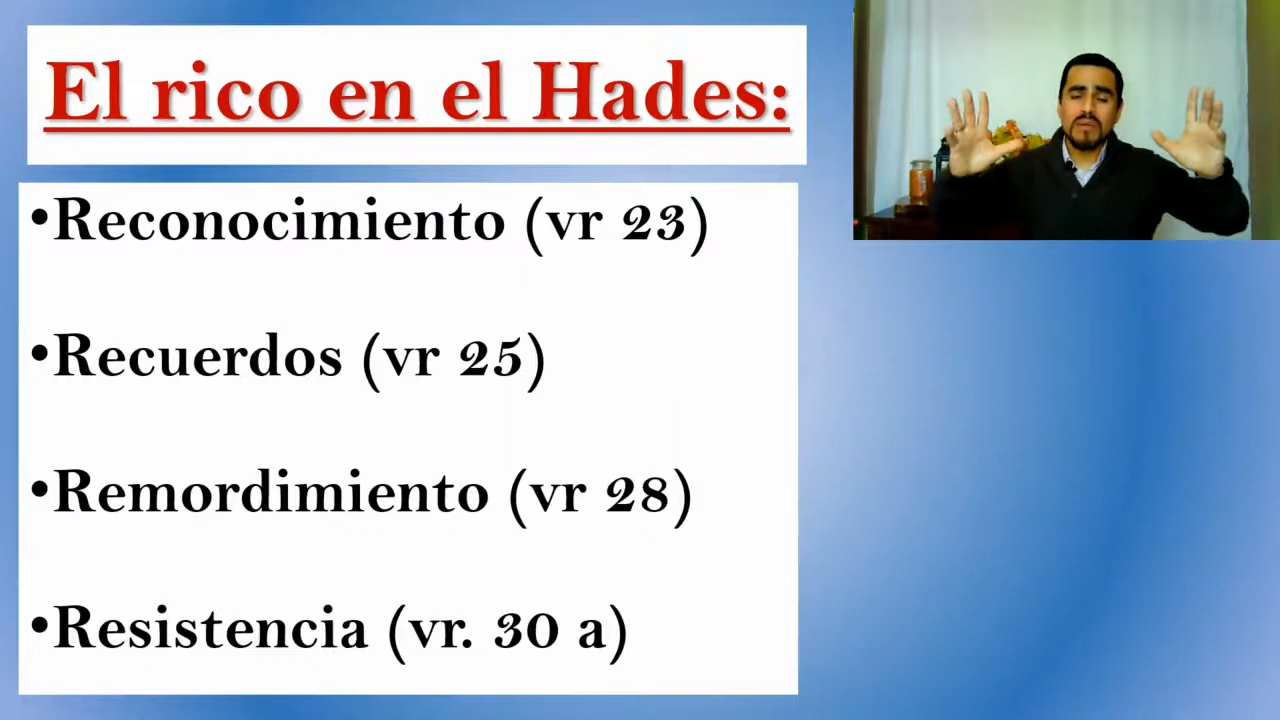 El rico en el Hades:
•Reconocimiento (vr 23)
•Recuerdos (vr 25)
•Remordimiento (vr 28)
•Resistencia (vr. 30 a)